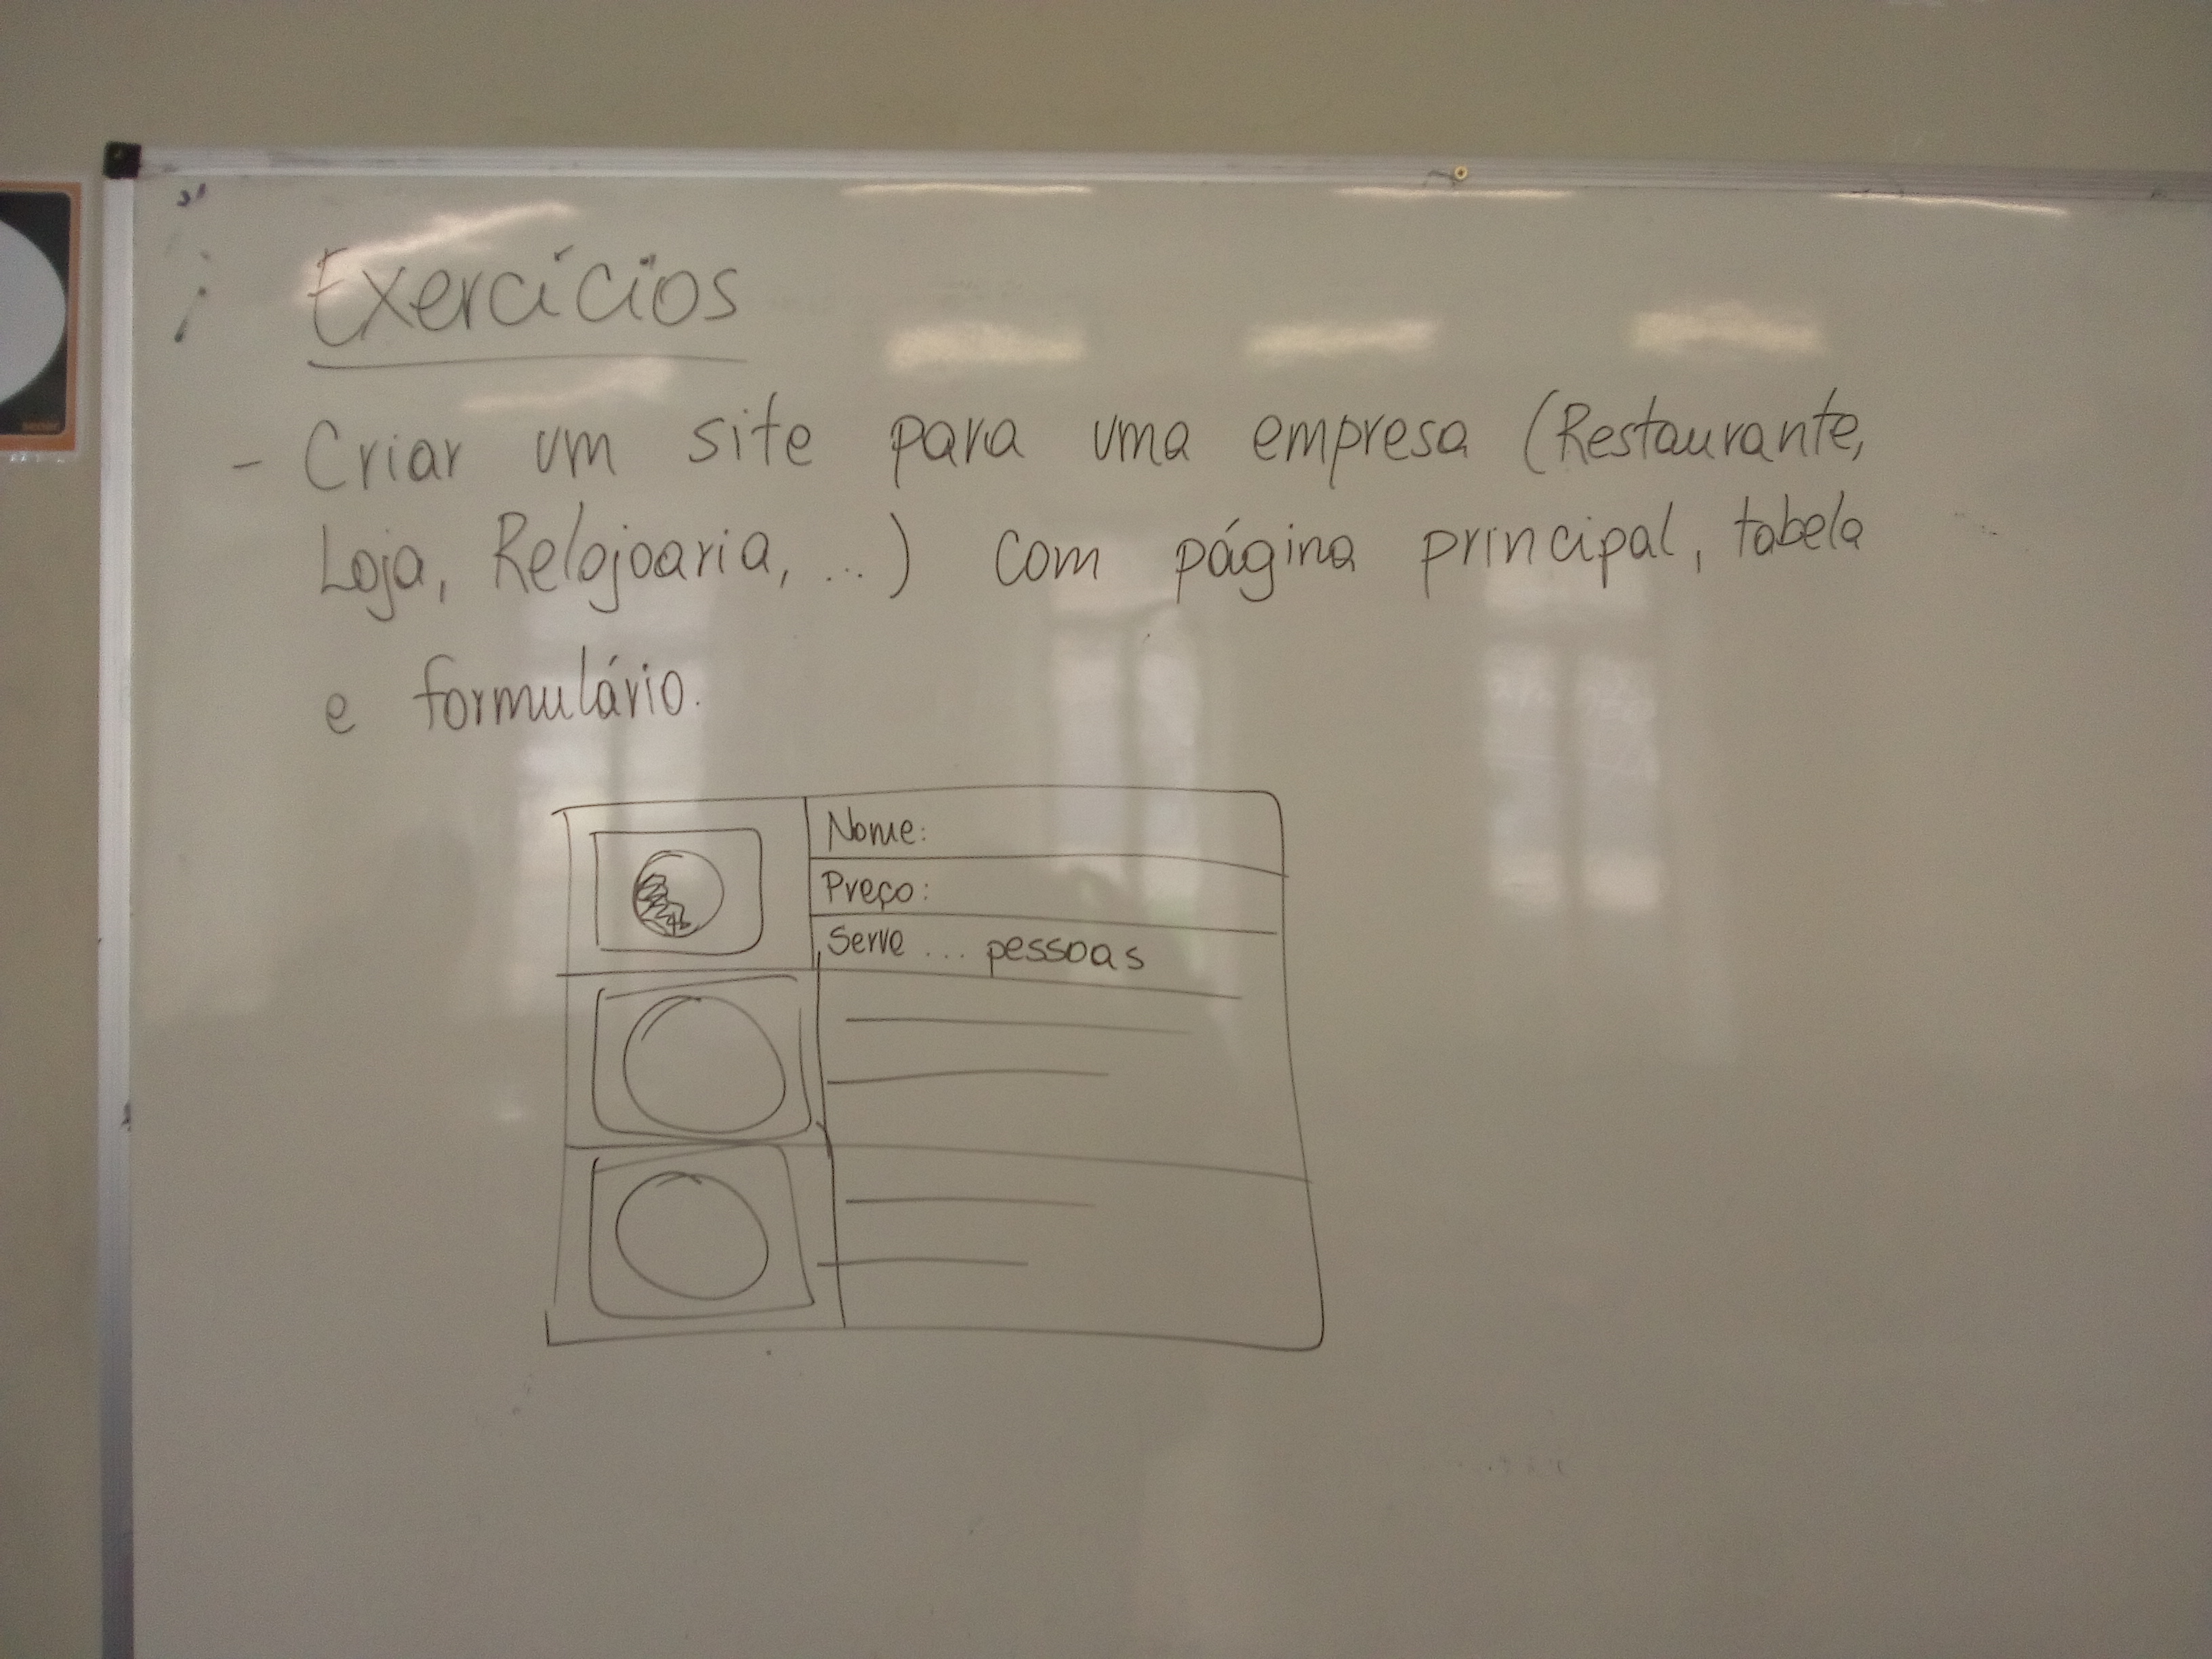 Exercícios
- Criar um site para uma empresa (Restaurante,
Loja, Relojoaria, ...) com página principal, tabela
e formulário.
Nome:
Preço:
Serve ... pessoas